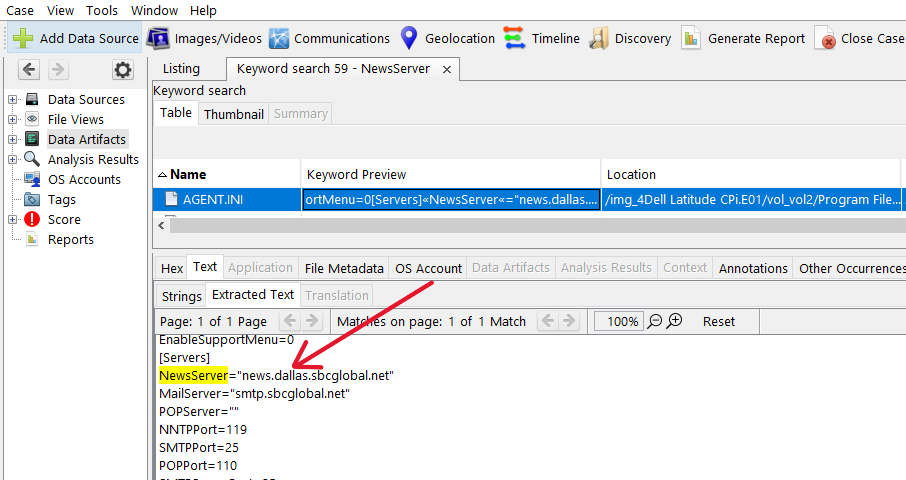 Case View Tools Window Help
Add Data Source Images/Videos Communications Geolocation Timeline Discovery Generate Report Close Case
Listing Keyword search 59 - NewsServer ×
Data Sources
File Views
Data Artifacts
Analysis Results
OS Accounts
Tags
Score
Reports
Keyword search
Table Thumbnail Summary
Name Keyword Preview Location
AGENT.INI ortMenu=0[Servers]«NewsServer«="news.dallas.... /img_4Dell Latitude CPi.E01/vol_vol2/Program File...
Hex Text Application File Metadata OS Account Data Artifacts Analysis Results Context Annotations Other Occurrences
Strings Extracted Text Translation
Page: 1 of 1 Page Matches on page: 1 of 1 Match 100% Reset
EnableSupportMenu=0
[Servers]
NewsServer="news.dallas.sbcglobal.net"
MailServer="smtp.sbcglobal.net"
POPServer=""
NNTPPort=119
SMTPPort=25
POPPort=110